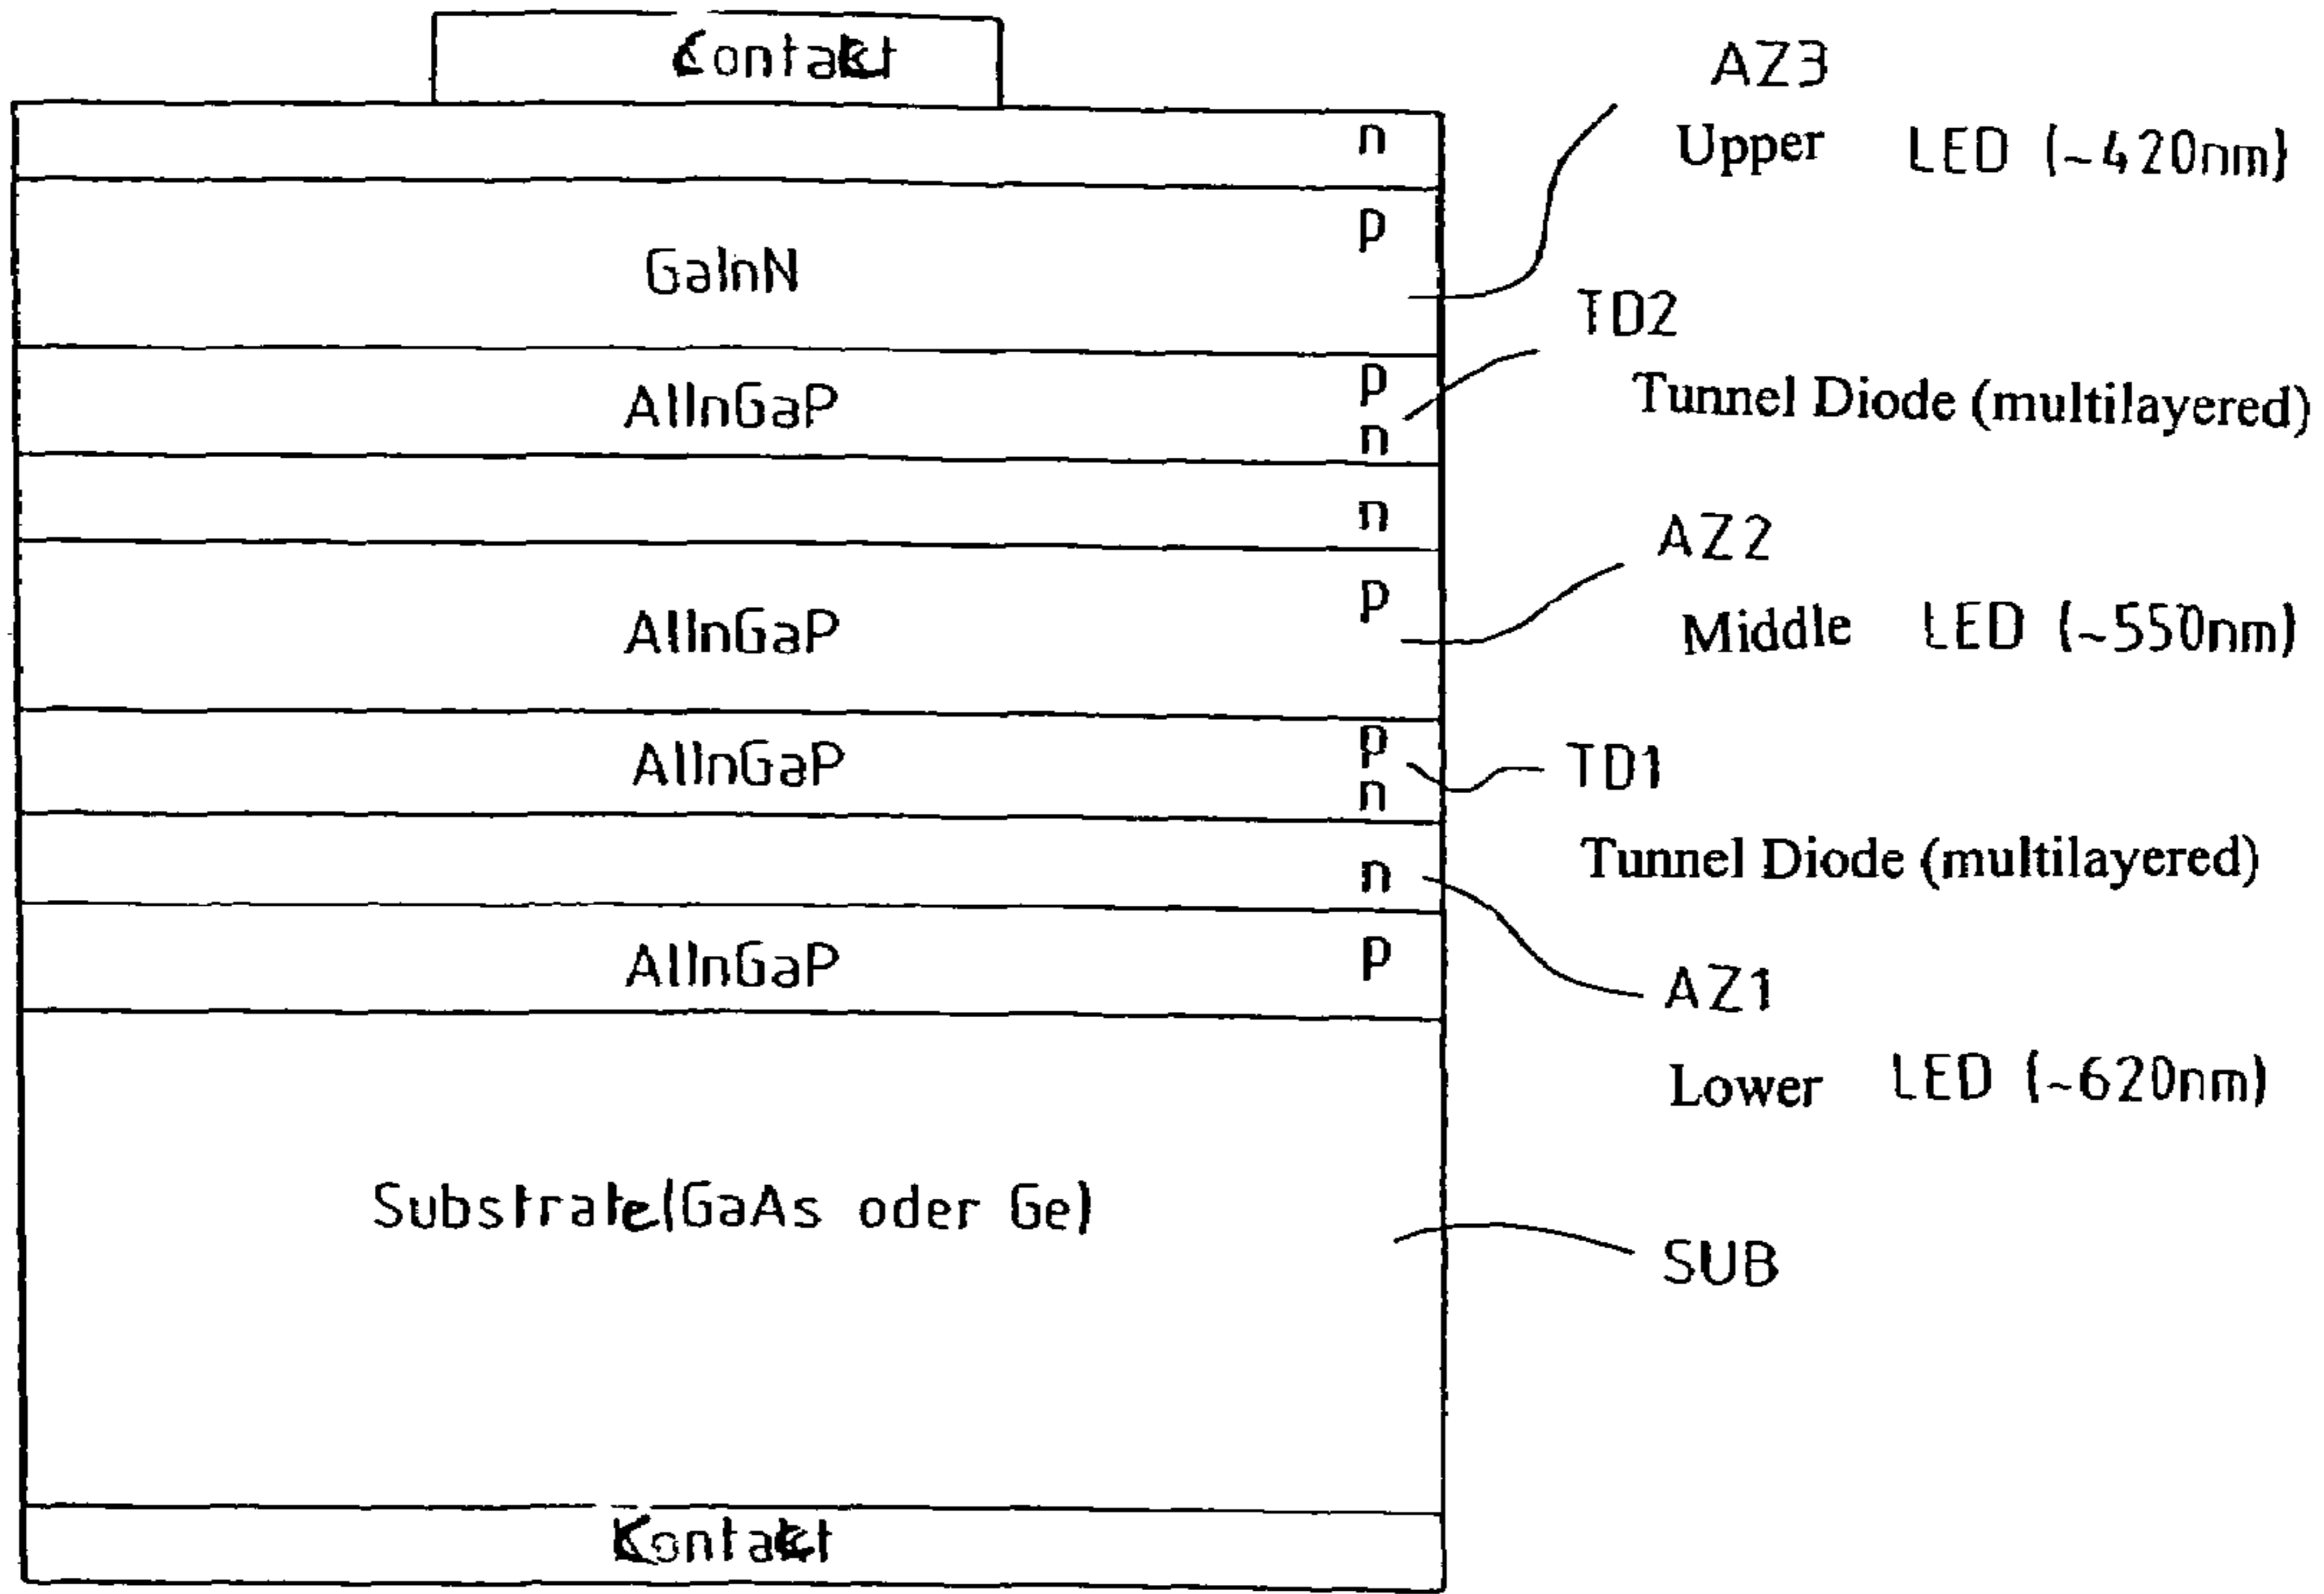 Contakt
AZ3
n
Upper LED (~420nm)
p
GaInN
TD2
p
AlInGaP
Tunnel Diode (multilayered)
n
n
AZ2
p
AlInGaP
Middle LED (~550nm)
p
AlInGaP
TD1
n
Tunnel Diode (multilayered)
n
AlInGaP
p
AZ1
Lower LED (~620nm)
Substrate(GaAs oder Ge)
SUB
Kontakt